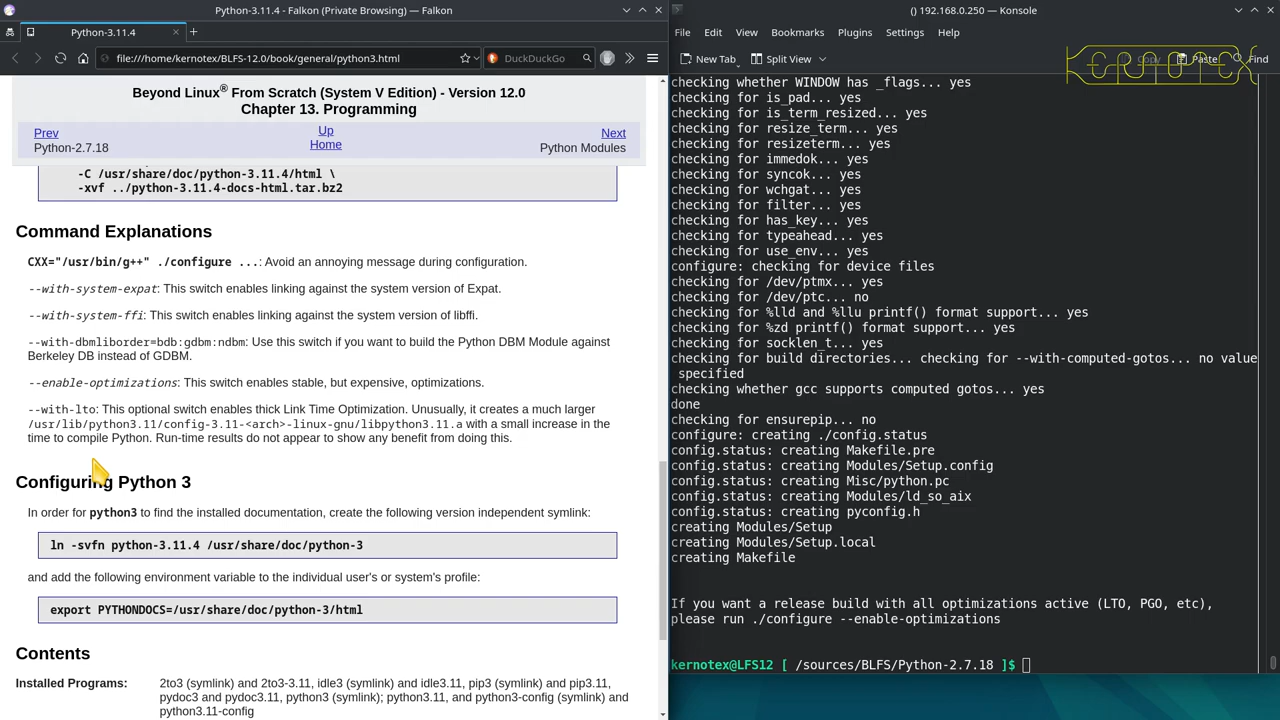 Python-3.11.4 - Falkon (Private Browsing) — Falkon
Python-3.11.4
file:///home/kernotex/BLFS-12.0/book/general/python3.html
DuckDuckGo
Beyond Linux® From Scratch (System V Edition) - Version 12.0
Chapter 13. Programming
Prev
Up
Next
Python-2.7.18
Home
Python Modules
-C /usr/share/doc/python-3.11.4/html \
-xvf ../python-3.11.4-docs-html.tar.bz2
Command Explanations
CXX="/usr/bin/g++" ./configure ...: Avoid an annoying message during configuration.
--with-system-expat: This switch enables linking against the system version of Expat.
--with-system-ffi: This switch enables linking against the system version of libffi.
--with-dbmliborder=bdb:gdbm:ndbm: Use this switch if you want to build the Python DBM Module against
Berkeley DB instead of GDBM.
--enable-optimizations: This switch enables stable, but expensive, optimizations.
--with-lto: This optional switch enables thick Link Time Optimization. Unusually, it creates a much larger
/usr/lib/python3.11/config-3.11-<arch>-linux-gnu/libpython3.11.a with a small increase in the
time to compile Python. Run-time results do not appear to show any benefit from doing this.
Configuring Python 3
In order for python3 to find the installed documentation, create the following version independent symlink:
ln -svfn python-3.11.4 /usr/share/doc/python-3
and add the following environment variable to the individual user's or system's profile:
export PYTHONDOCS=/usr/share/doc/python-3/html
Contents
Installed Programs: 2to3 (symlink) and 2to3-3.11, idle3 (symlink) and idle3.11, pip3 (symlink) and pip3.11,
pydoc3 and pydoc3.11, python3 (symlink); python3.11, and python3-config (symlink) and
python3.11-config
() 192.168.0.250 — Konsole
File Edit View Bookmarks Plugins Settings Help
New Tab Split View Copy Paste Find
KERNOTEX
checking whether WINDOW has _flags... yes
checking for is_pad... yes
checking for is_term_resized... yes
checking for resize_term... yes
checking for resizeterm... yes
checking for immedok... yes
checking for syncok... yes
checking for wchgat... yes
checking for filter... yes
checking for has_key... yes
checking for typeahead... yes
checking for use_env... yes
configure: checking for device files
checking for /dev/ptmx... yes
checking for /dev/ptc... no
checking for %lld and %llu printf() format support... yes
checking for %zd printf() format support... yes
checking for socklen_t... yes
checking for build directories... checking for --with-computed-gotos... no value
specified
checking whether gcc supports computed gotos... yes
done
checking for ensurepip... no
configure: creating ./config.status
config.status: creating Makefile.pre
config.status: creating Modules/Setup.config
config.status: creating Misc/python.pc
config.status: creating Modules/ld_so_aix
config.status: creating pyconfig.h
creating Modules/Setup
creating Modules/Setup.local
creating Makefile
If you want a release build with all optimizations active (LTO, PGO, etc),
please run ./configure --enable-optimizations
kernotex@LFS12 [ /sources/BLFS/Python-2.7.18 ]$